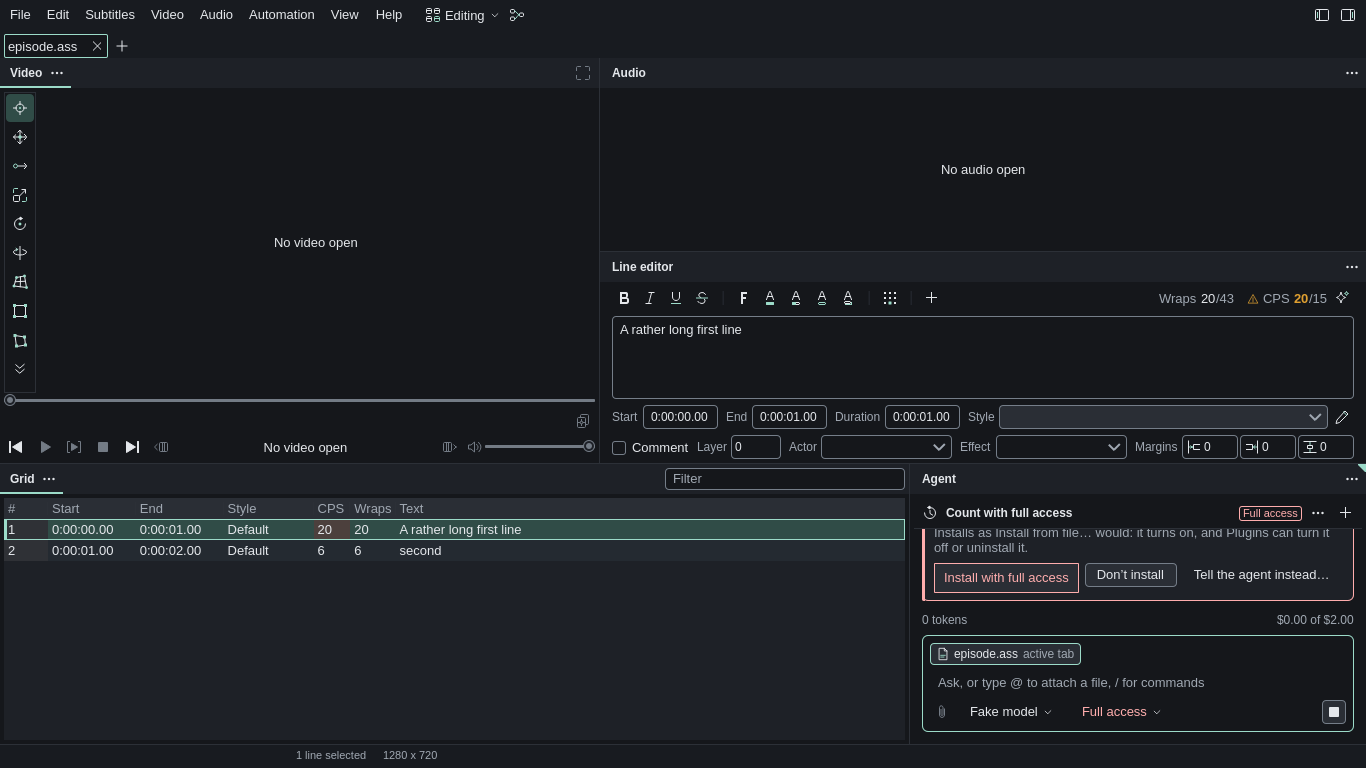 File Edit Subtitles Video Audio Automation View Help Editing
episode.ass
Video
Audio
No video open
No audio open
Line editor
B I U S F A A A A Wraps 20/43 CPS 20/15
A rather long first line
Start 0:00:00.00 End 0:00:01.00 Duration 0:00:01.00 Style
No video open
Comment Layer 0 Actor Effect Margins 0 0 0
Grid
Filter
# Start End Style CPS Wraps Text
1 0:00:00.00 0:00:01.00 Default 20 20 A rather long first line
2 0:00:01.00 0:00:02.00 Default 6 6 second
Agent
Count with full access Full access
Installs as Install from file… would: it turns on, and Plugins can turn it
off or uninstall it.
Install with full access Don't install Tell the agent instead…
0 tokens $0.00 of $2.00
episode.ass active tab
Ask, or type @ to attach a file, / for commands
Fake model Full access
1 line selected 1280 x 720